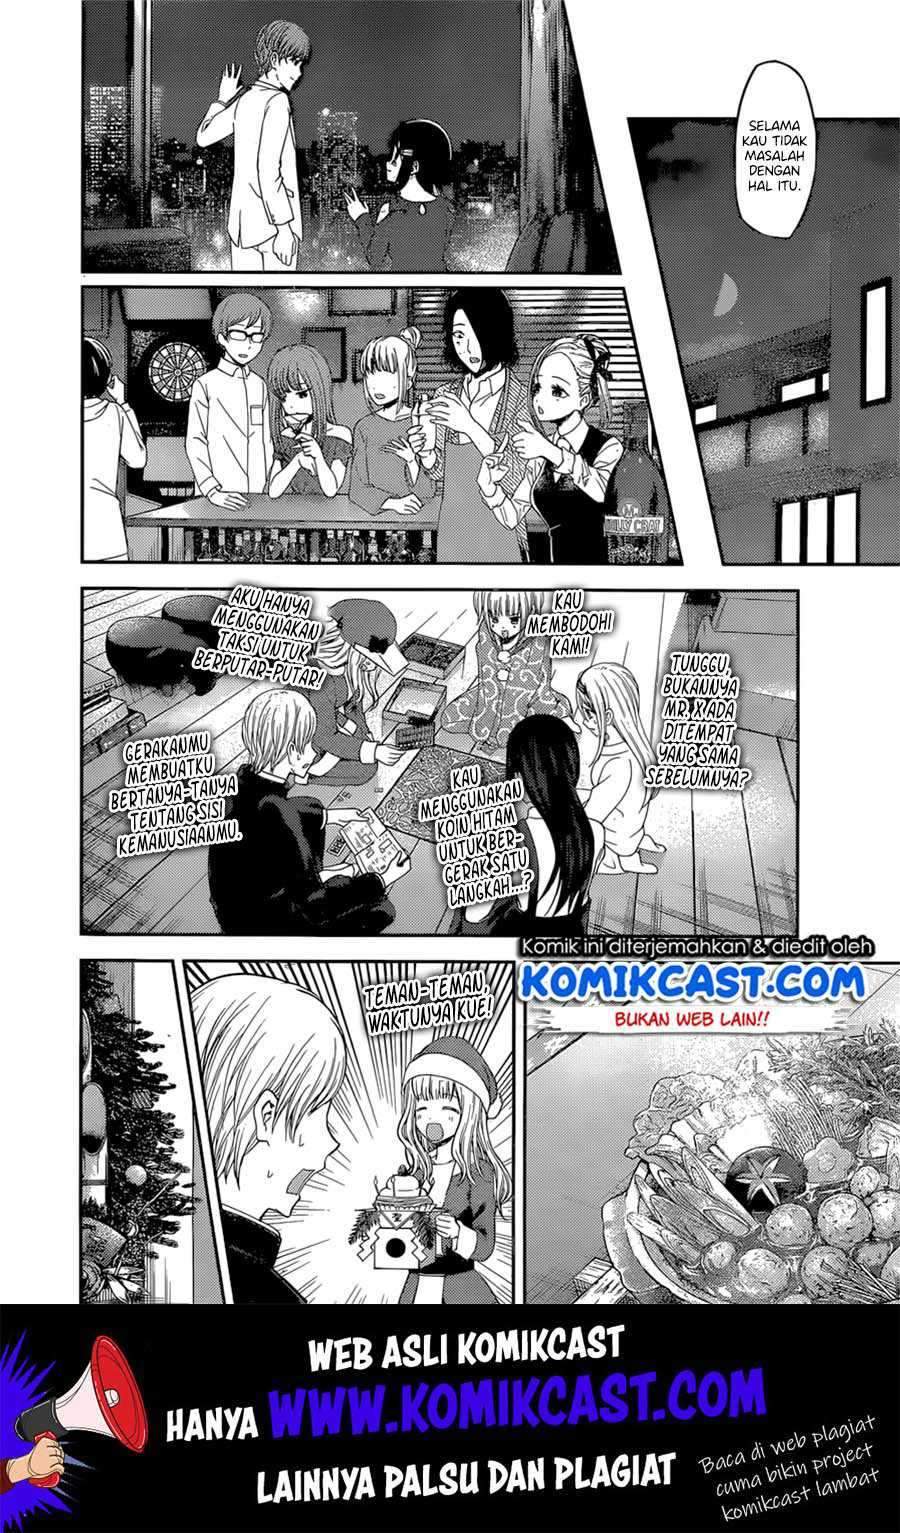 SELAMA
KAU TIDAK
MASALAH
DENGAN
HAL ITU.
KAU
MEMBODOHI
KAMI!
AKU HANYA
MENGGUNAKAN
TAKSI UNTUK
BERPUTAR-PUTAR!
TUNGGU,
BUKANNYA
MR. X ADA
DITEMPAT
YANG SAMA
SEBELUMNYA?
GERAKANMU
MEMBUATKU
BERTANYA-TANYA
TENTANG SISI
KEMANUSIAANMU.
KAU
MENGGUNAKAN
KOIN HITAM
UNTUK BER-
GERAK SATU
LANGKAH...?
Komik ini diterjemahkan & diedit oleh
KOMIKCAST.COM
BUKAN WEB LAIN!!
TEMAN-TEMAN,
WAKTUNYA KUE!
WEB ASLI KOMIKCAST
HANYA WWW.KOMIKCAST.COM
LAINNYA PALSU DAN PLAGIAT
Baca di web plagiat
cuma bikin project
komikcast lambat